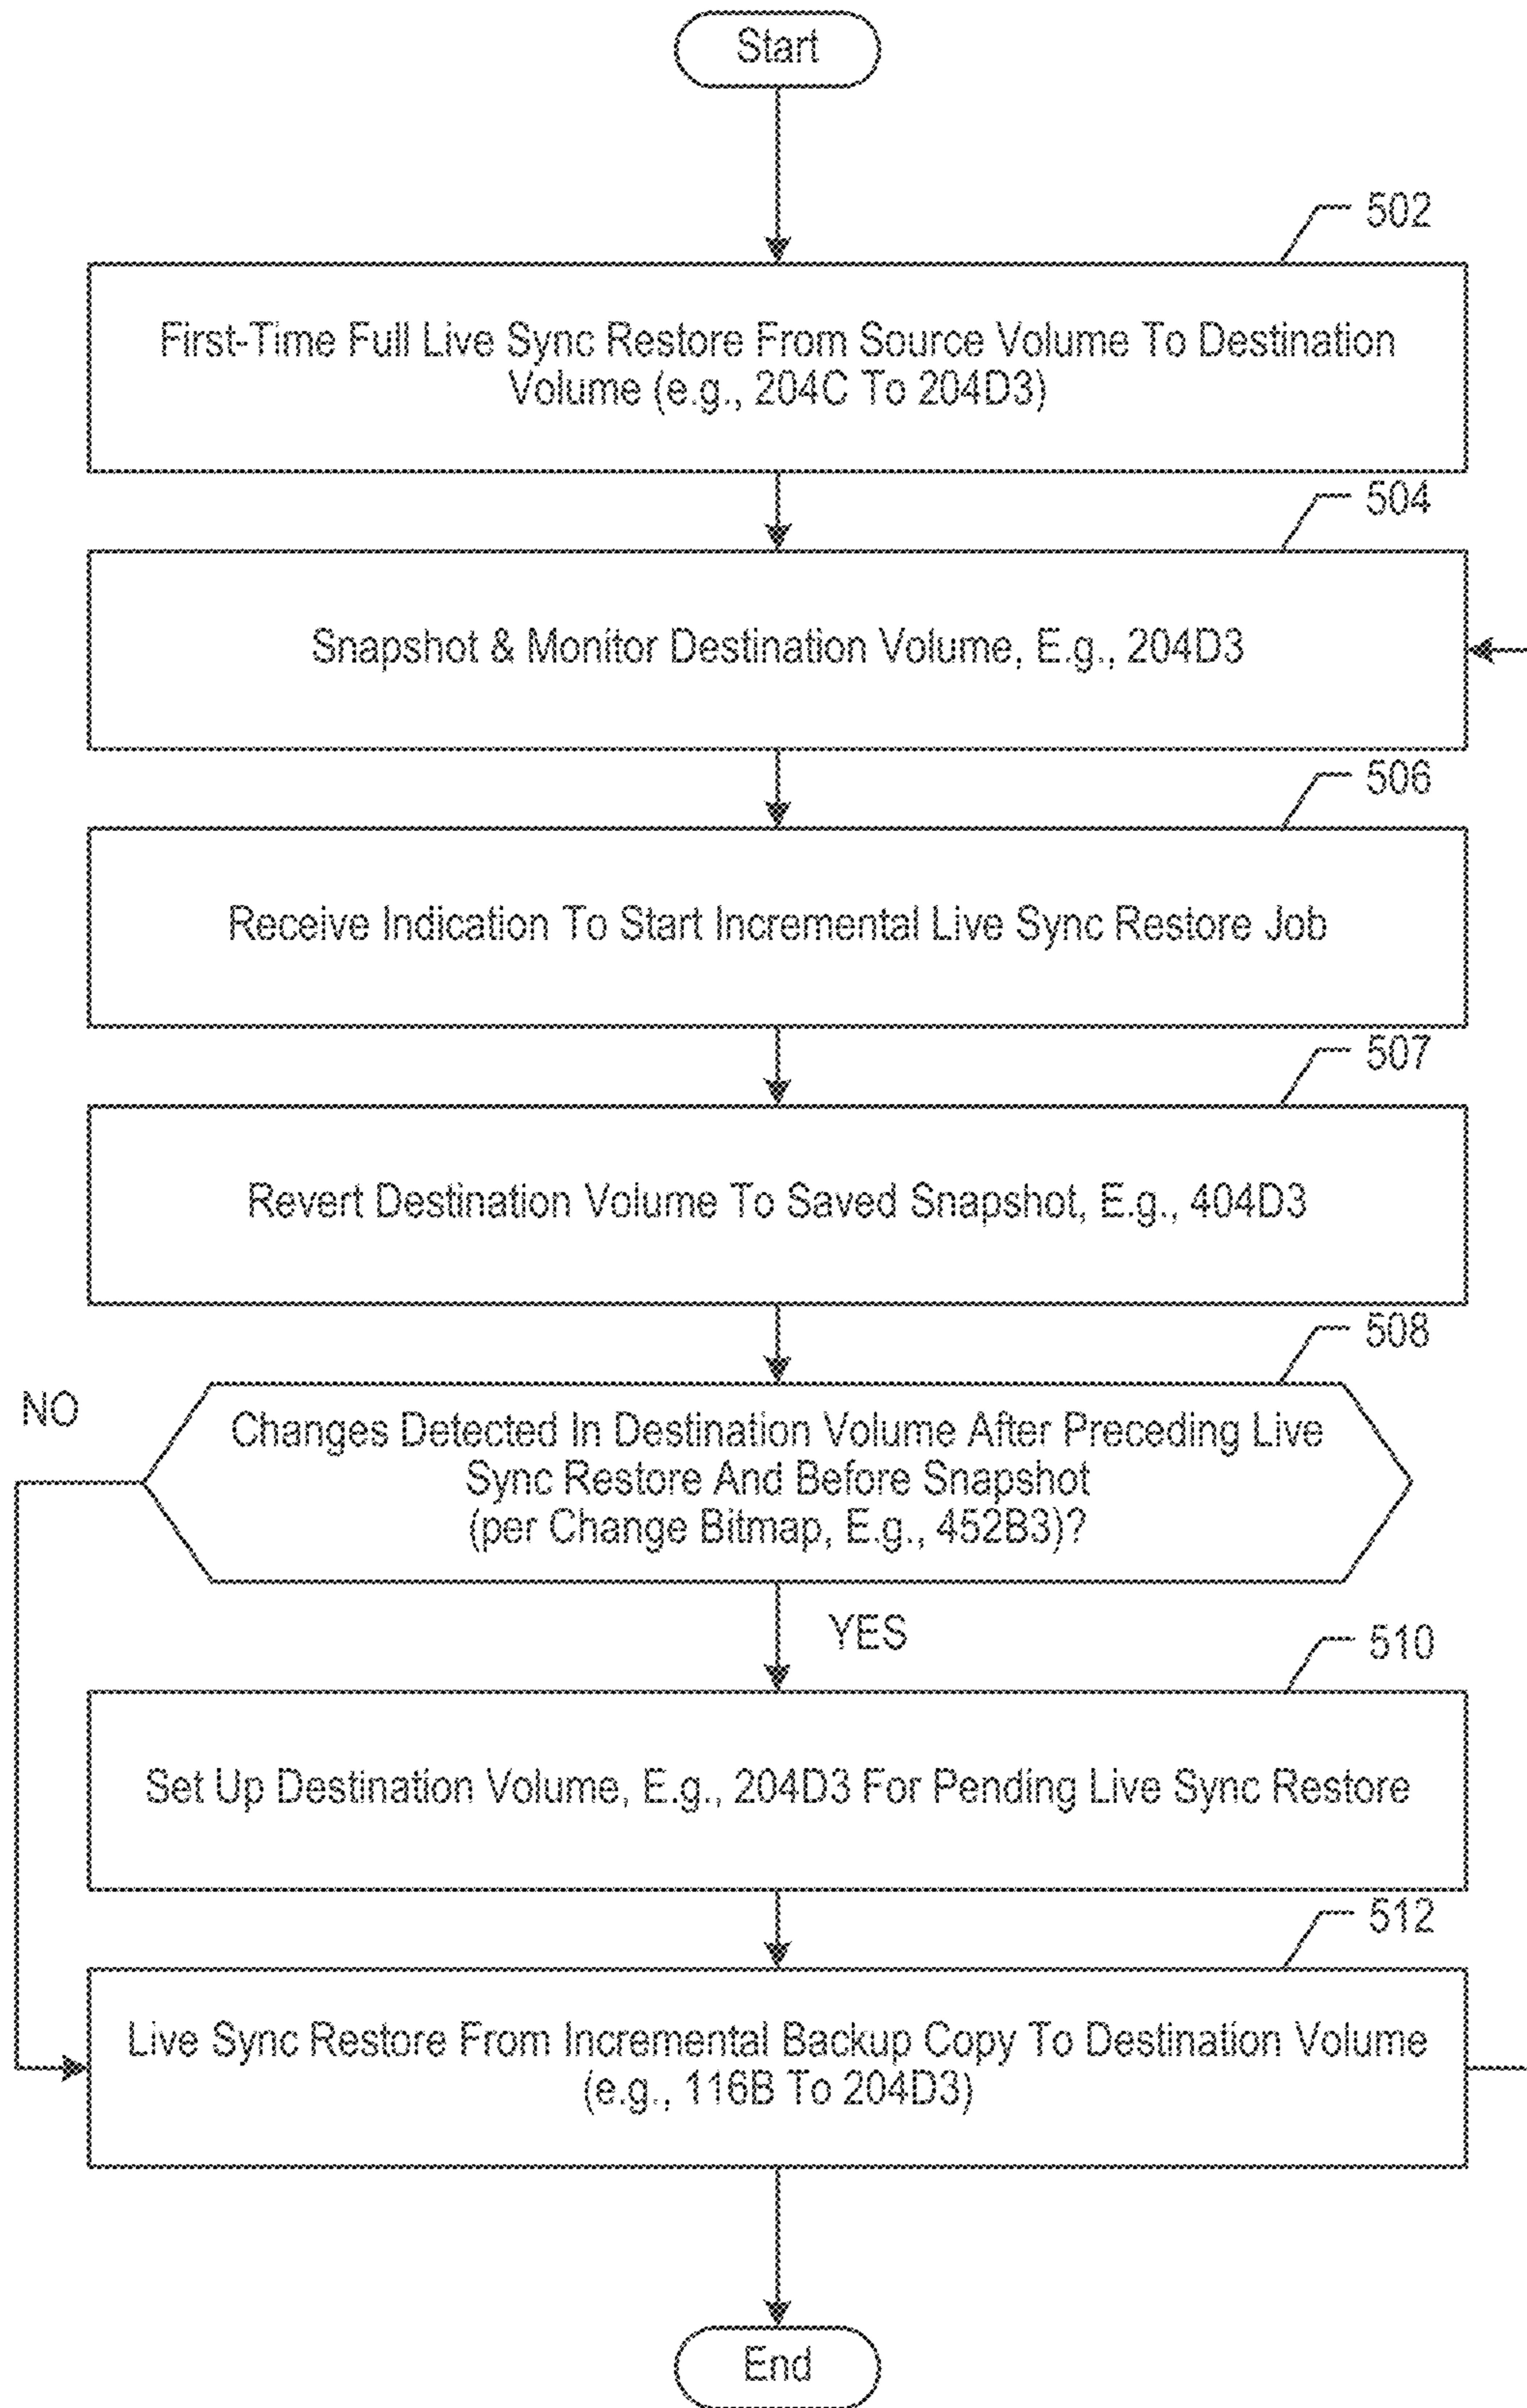 Start
502
First-Time Full Live Sync Restore From Source Volume To Destination
Volume (e.g., 204C To 204D3)
504
Snapshot & Monitor Destination Volume, E.g., 204D3
506
Receive Indication To Start Incremental Live Sync Restore Job
507
Revert Destination Volume To Saved Snapshot, E.g., 404D3
508
NO
Changes Detected In Destination Volume After Preceding Live
Sync Restore And Before Snapshot
(per Change Bitmap, E.g., 452B3)?
YES
510
Set Up Destination Volume, E.g., 204D3 For Pending Live Sync Restore
512
Live Sync Restore From Incremental Backup Copy To Destination Volume
(e.g., 116B To 204D3)
End